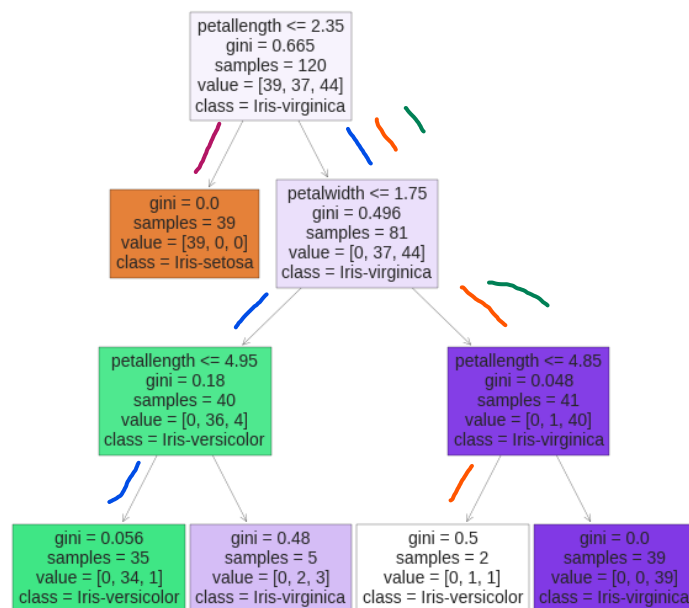 petallength <= 2.35
gini = 0.665
samples = 120
value = [39, 37, 44]
class = Iris-virginica
gini = 0.0
samples = 39
value = [39, 0, 0]
class = Iris-setosa
petalwidth <= 1.75
gini = 0.496
samples = 81
value = [0, 37, 44]
class = Iris-virginica
petallength <= 4.95
gini = 0.18
samples = 40
value = [0, 36, 4]
class = Iris-versicolor
petallength <= 4.85
gini = 0.048
samples = 41
value = [0, 1, 40]
class = Iris-virginica
gini = 0.056
samples = 35
value = [0, 34, 1]
class = Iris-versicolor
gini = 0.48
samples = 5
value = [0, 2, 3]
class = Iris-virginica
gini = 0.5
samples = 2
value = [0, 1, 1]
class = Iris-versicolor
gini = 0.0
samples = 39
value = [0, 0, 39]
class = Iris-virginica